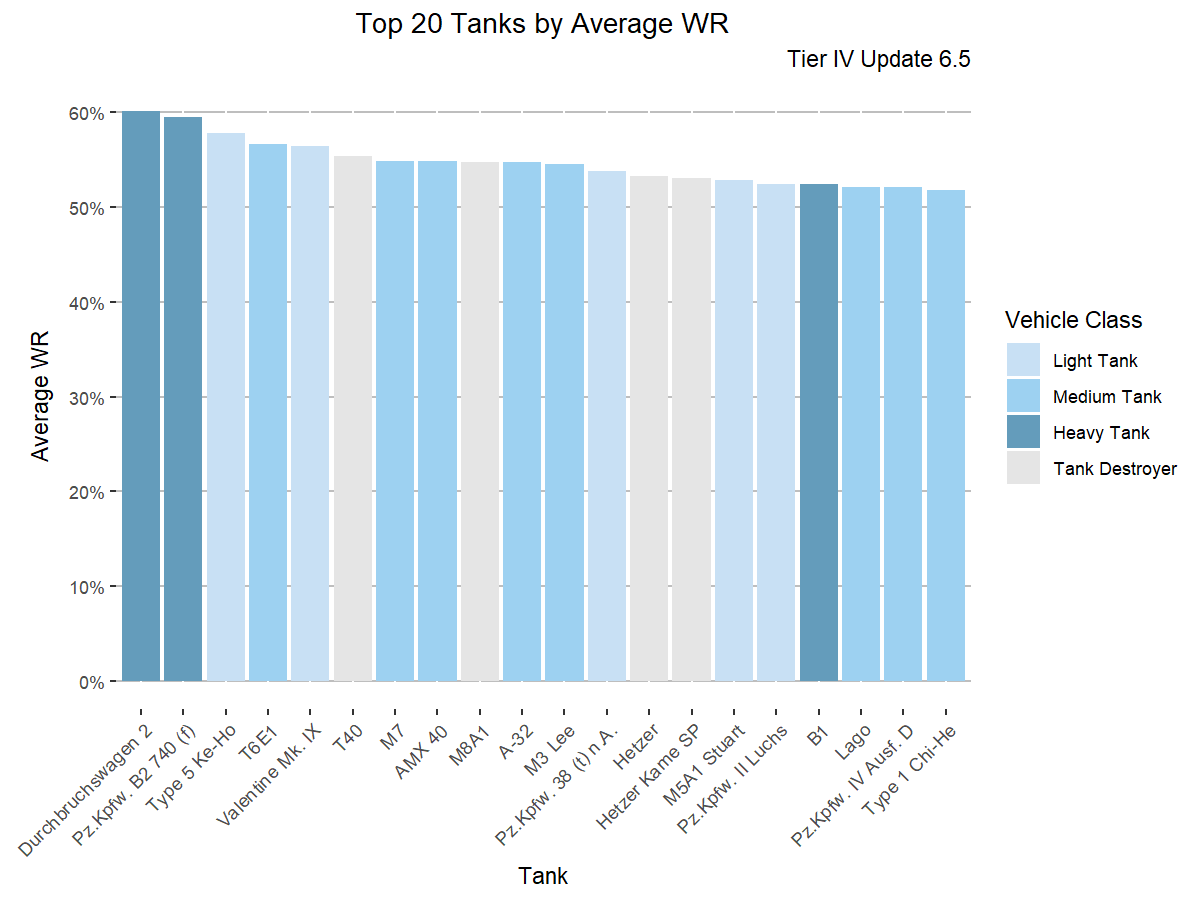 Top 20 Tanks by Average WR
Tier IV Update 6.5
60%
50%
40%
30%
20%
10%
0%
Average WR
Durchbruchswagen 2
Pz.Kpfw. B2 740 (f)
Type 5 Ke-Ho
T6E1
Valentine Mk. IX
T40
M7
AMX 40
M8A1
A-32
M3 Lee
Pz.Kpfw. 38 (t) n.A.
Hetzer
Hetzer Kame SP
M5A1 Stuart
Pz.Kpfw. II Luchs
B1
Lago
Pz.Kpfw. IV Ausf. D
Type 1 Chi-He
Tank
Vehicle Class
Light Tank
Medium Tank
Heavy Tank
Tank Destroyer